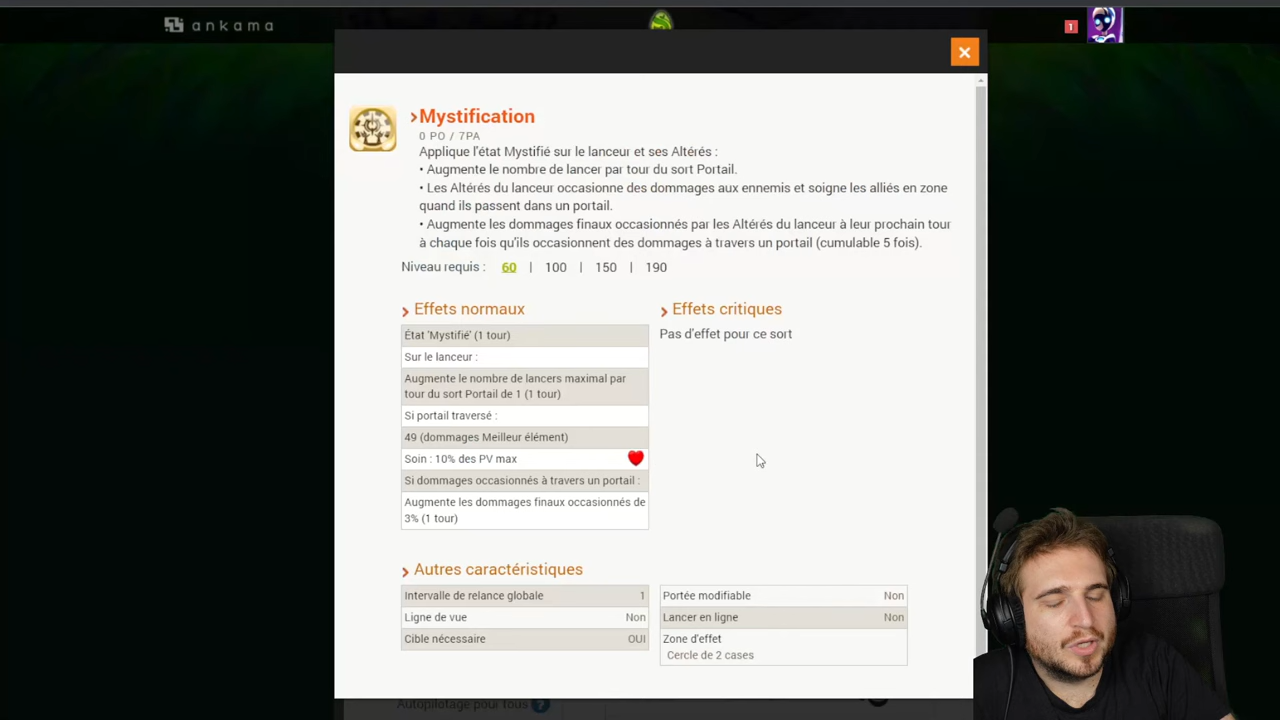 ankama
1
×
Mystification
0 PO / 7PA
Applique l'état Mystifié sur le lanceur et ses Altérés :
• Augmente le nombre de lancer par tour du sort Portail.
• Les Altérés du lanceur occasionne des dommages aux ennemis et soigne les alliés en zone
quand ils passent dans un portail.
• Augmente les dommages finaux occasionnés par les Altérés du lanceur à leur prochain tour
à chaque fois qu'ils occasionnent des dommages à travers un portail (cumulable 5 fois).
Niveau requis : 60 | 100 | 150 | 190
Effets normaux
État 'Mystifié' (1 tour)
Sur le lanceur :
Augmente le nombre de lancers maximal par
tour du sort Portail de 1 (1 tour)
Si portail traversé :
49 (dommages Meilleur élément)
Soin : 10% des PV max
Si dommages occasionnés à travers un portail :
Augmente les dommages finaux occasionnés de
3% (1 tour)
Effets critiques
Pas d'effet pour ce sort
Autres caractéristiques
Intervalle de relance globale 1
Ligne de vue Non
Cible nécessaire OUI
Portée modifiable Non
Lancer en ligne Non
Zone d'effet
Cercle de 2 cases
Autopilotage pour tous ?